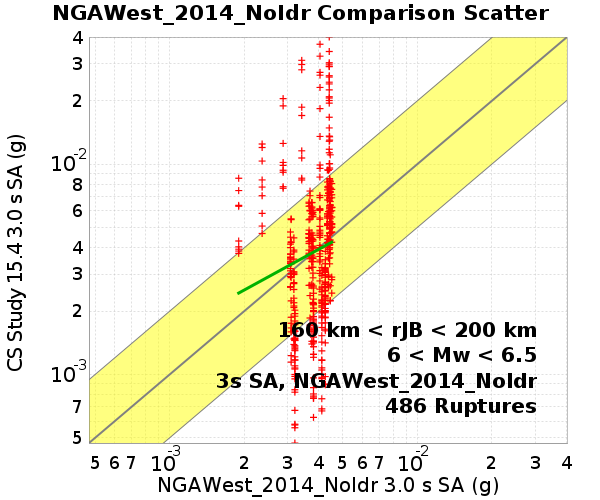 NGAWest_2014_NoIdr Comparison Scatter
CS Study 15.4 3.0 s SA (g)
4
3
2
10-2
8
6
4
3
2
10-3
7
5
160 km < rJB < 200 km
6 < Mw < 6.5
3s SA, NGAWest_2014_NoIdr
486 Ruptures
5 6 7 10-3 2 3 4 5 6 7 10-2 2 3 4
NGAWest_2014_NoIdr 3.0 s SA (g)